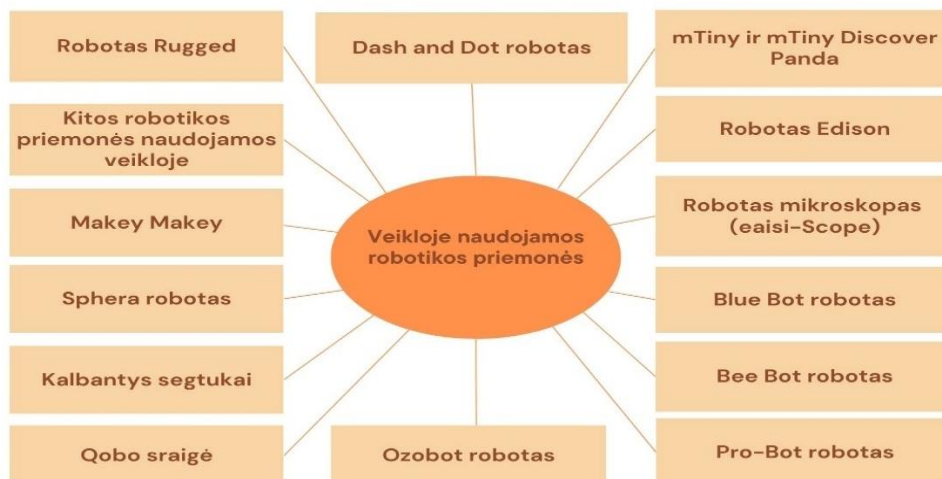 Robotas Rugged
Dash and Dot robotas
mTiny ir mTiny Discover
Panda
Kitos robotikos
priemonės naudojamos
veikloje
Robotas Edison
Makey Makey
Veikloje naudojamos
robotikos priemonės
Robotas mikroskopas
(eaisi-Scope)
Sphera robotas
Blue Bot robotas
Kalbantys segtukai
Bee Bot robotas
Qobo sraigė
Ozobot robotas
Pro-Bot robotas